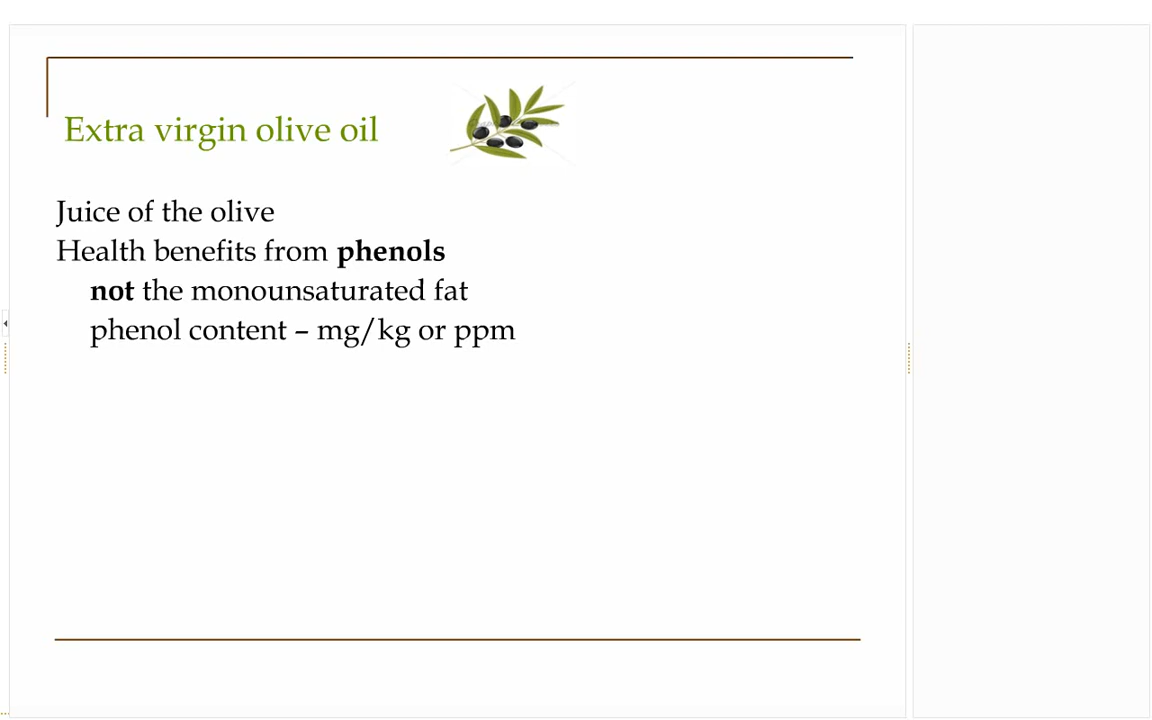 Extra virgin olive oil
Juice of the olive
Health benefits from phenols
not the monounsaturated fat
phenol content – mg/kg or ppm